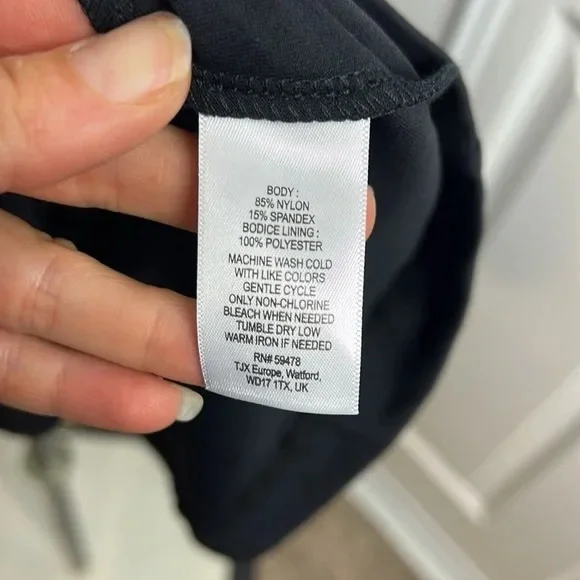 BODY :
85% NYLON
15% SPANDEX
BODICE LINING :
100% POLYESTER
MACHINE WASH COLD
WITH LIKE COLORS
GENTLE CYCLE
ONLY NON-CHLORINE
BLEACH WHEN NEEDED
TUMBLE DRY LOW
WARM IRON IF NEEDED
RN# 59478
TJX Europe, Watford,
WD17 1TX, UK